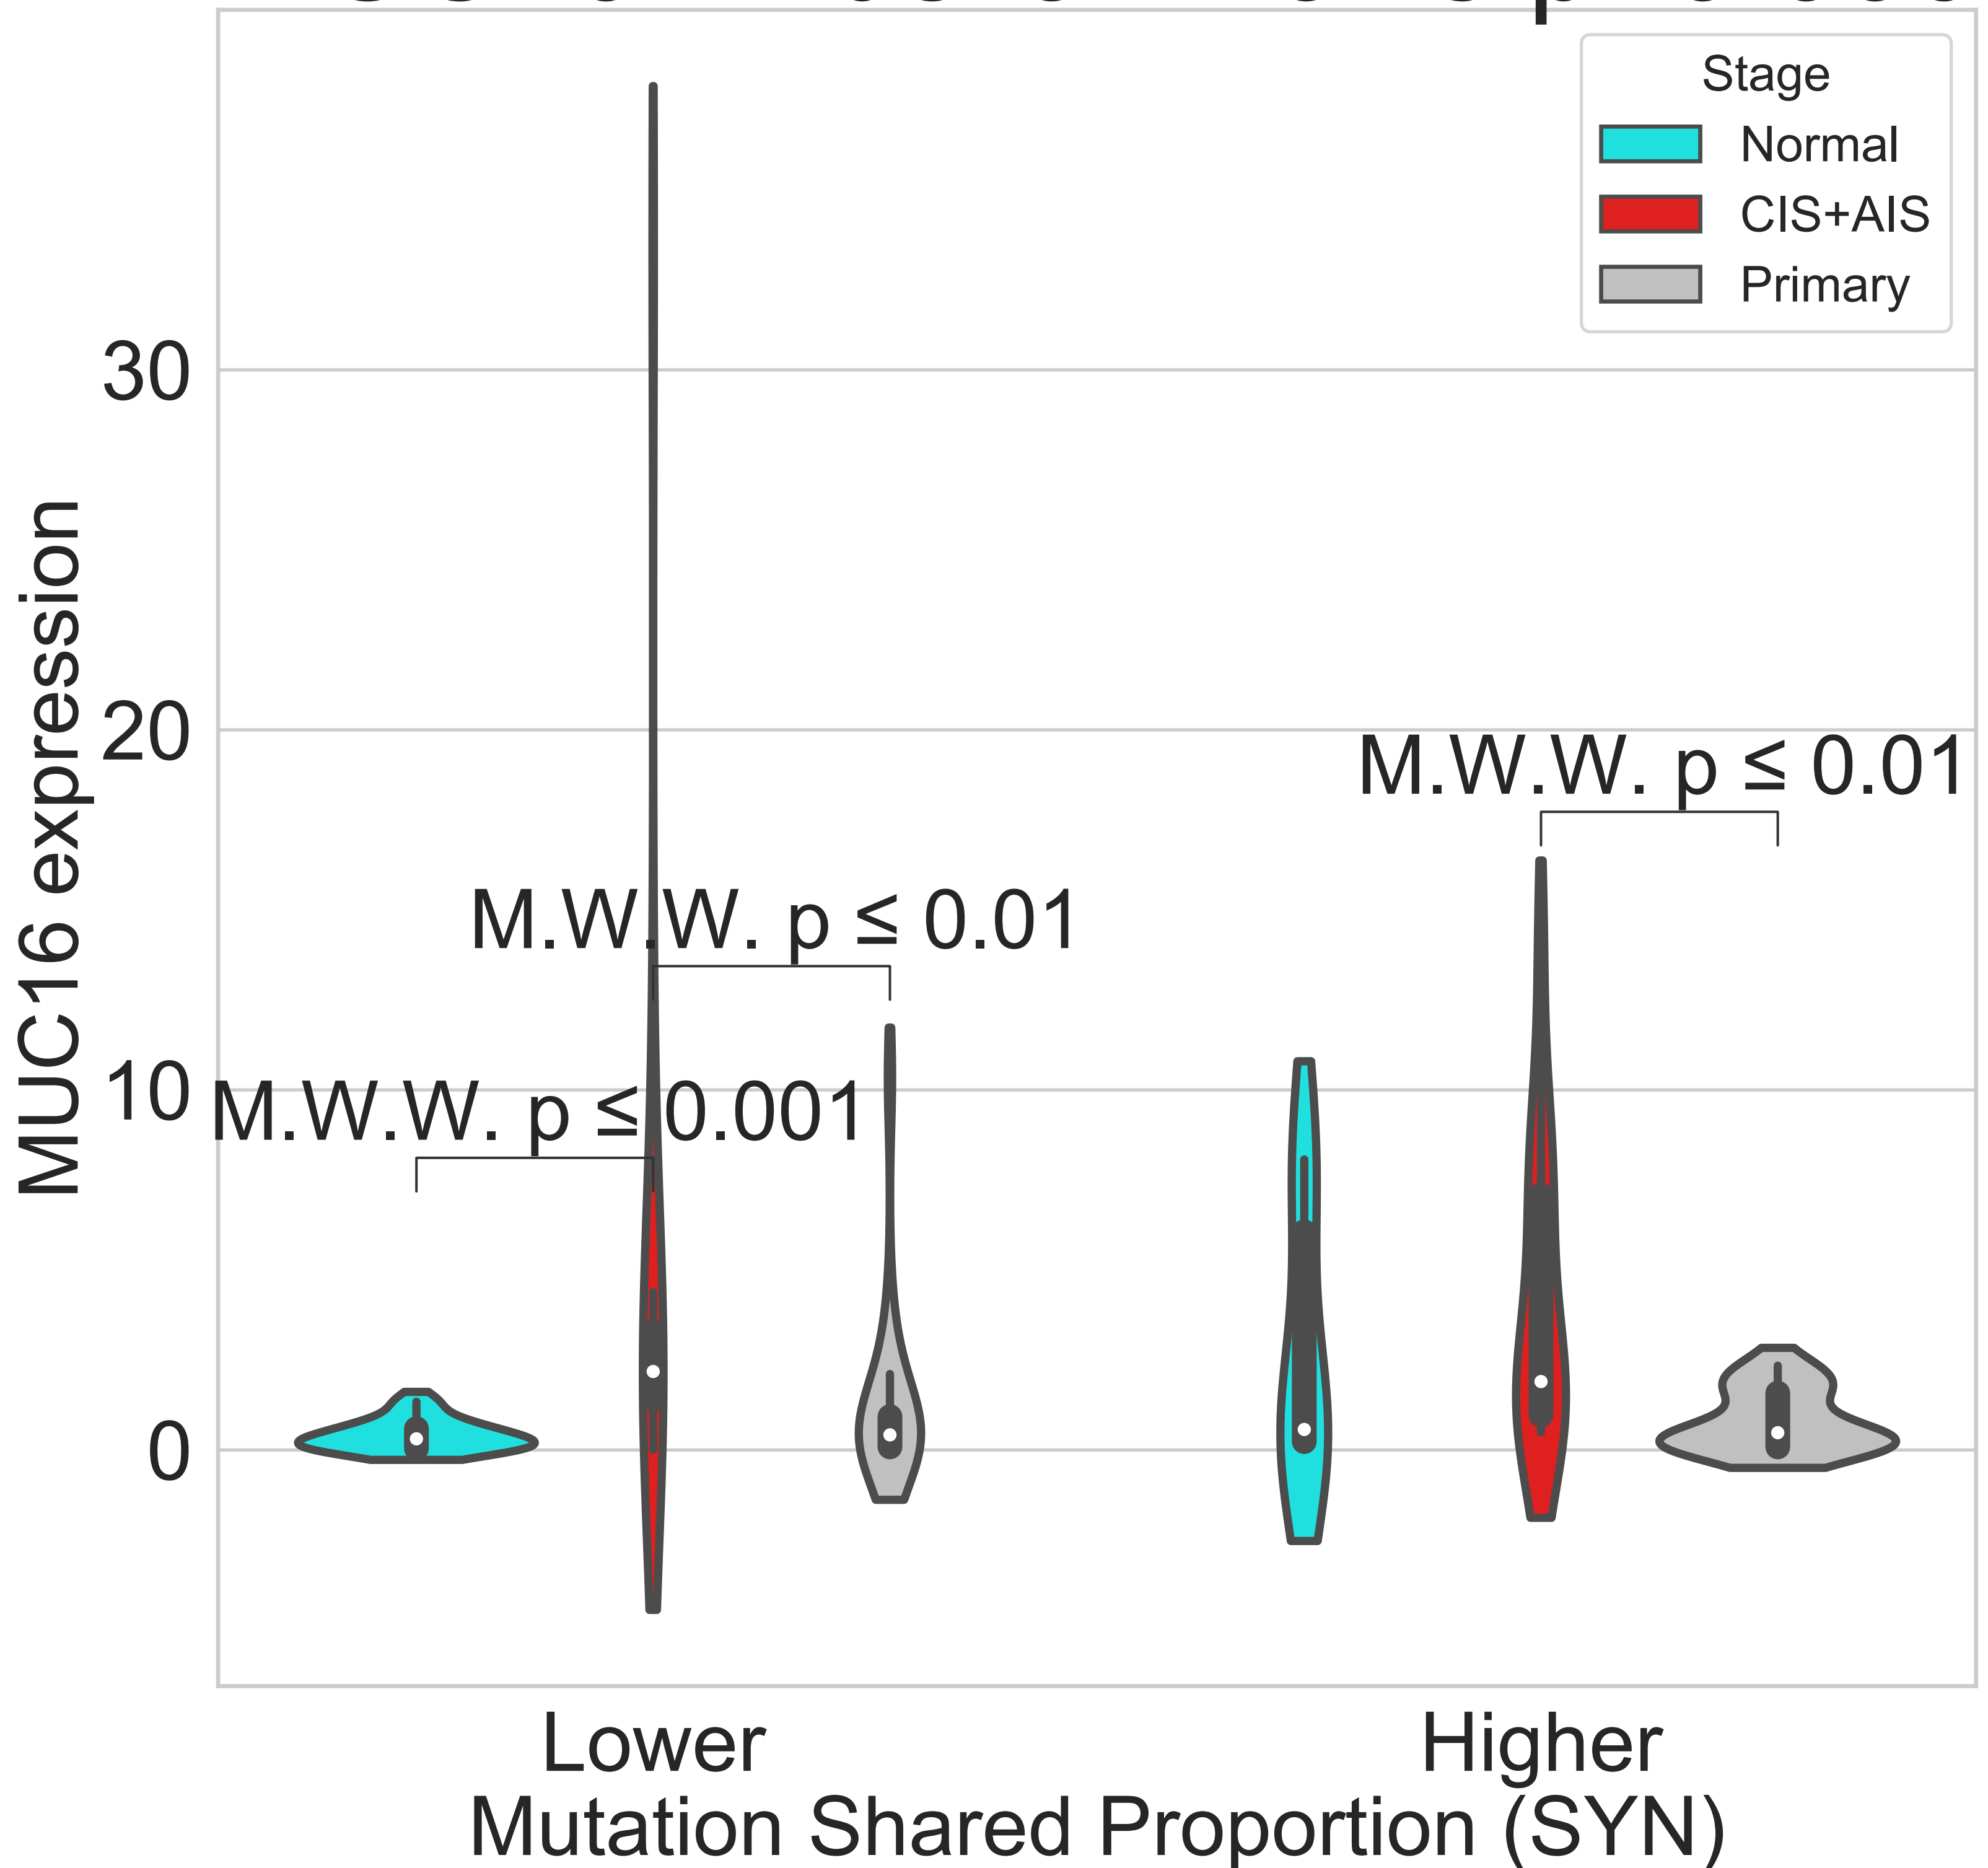 Stage
Normal
CIS+AIS
Primary
MUC16 expression
30
20
10
0
M.W.W. p ≤ 0.01
M.W.W. p ≤ 0.01
M.W.W. p ≤ 0.001
Lower
Higher
Mutation Shared Proportion (SYN)